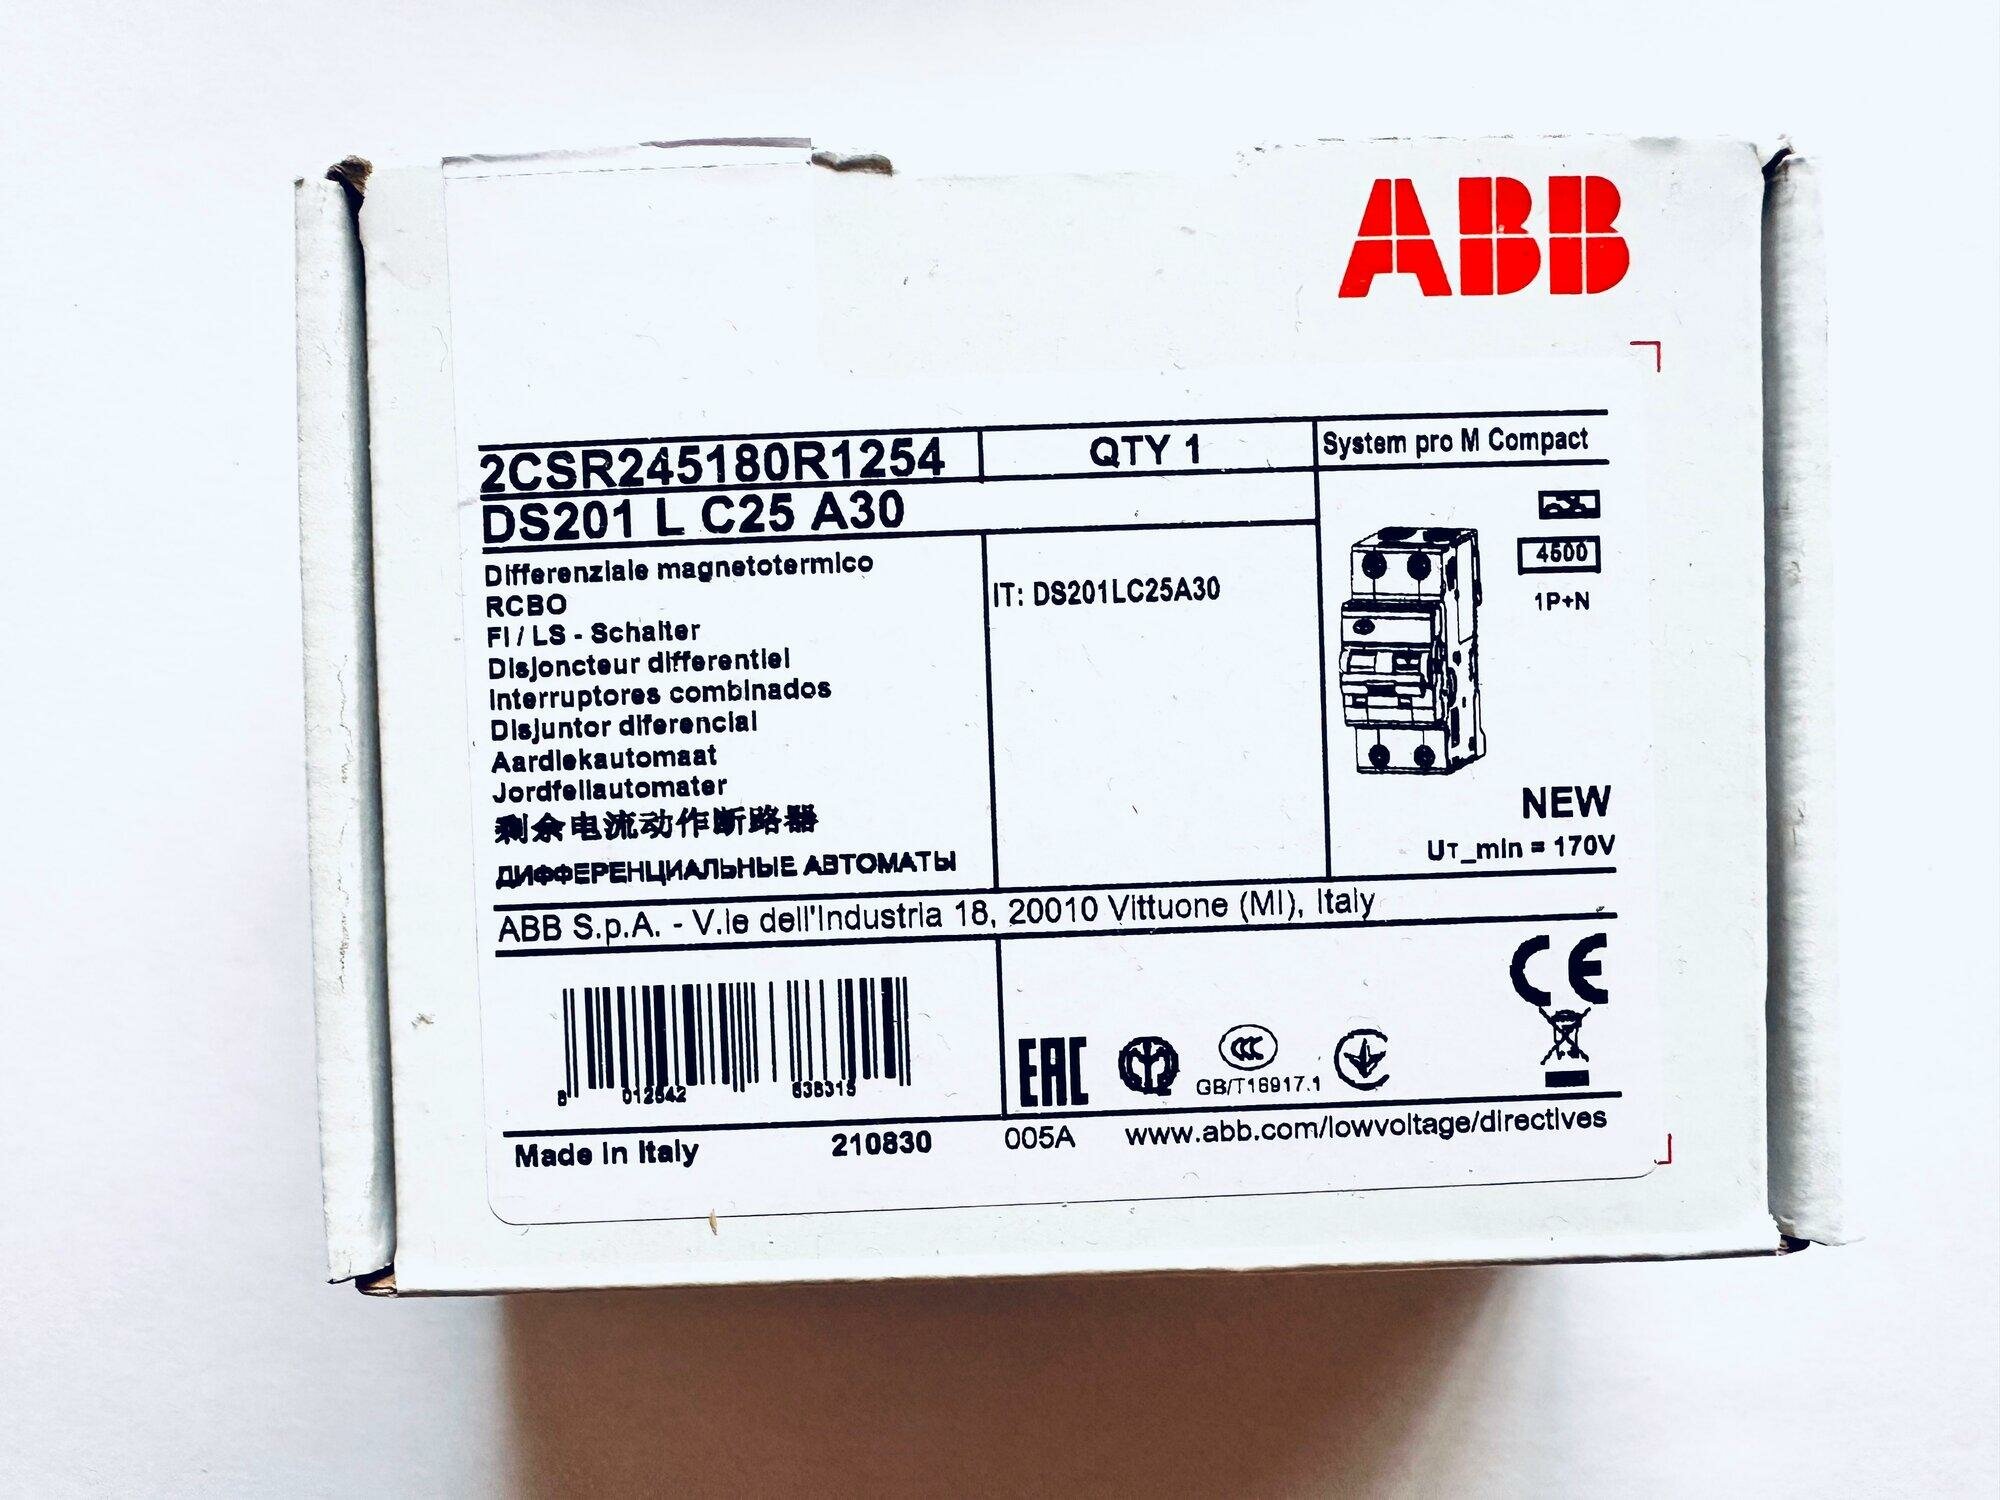 ABB
2CSR245180R1254
QTY 1
System pro M Compact
DS201 L C25 A30
4500
1P+N
Differenziale magnetotermico
RCBO
FI / LS - Schalter
Disjoncteur differentiel
Interruptores combinados
Disjuntor diferencial
Aardlekautomaat
Jordfeilautomater
剩余电流动作断路器
ДИФФЕРЕНЦИАЛЬНЫЕ АВТОМАТЫ
IT: DS201LC25A30
NEW
UT_min = 170V
ABB S.p.A. - V.le dell'Industria 18, 20010 Vittuone (MI), Italy
8 012542 638315
EAC
CCC
GB/T16917.1
CE
Made in Italy
210830
005A
www.abb.com/lowvoltage/directives